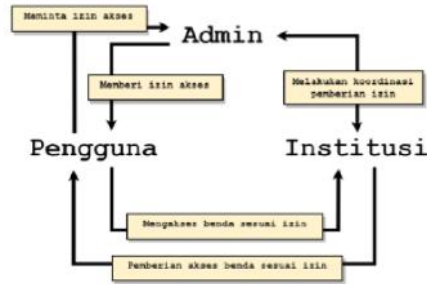 Meminta izin akses
Admin
Memberi izin akses
Melakukan koordinasi
pemberian izin
Pengguna
Institusi
Mengakses benda sesuai izin
Pemberian akses benda sesuai izin